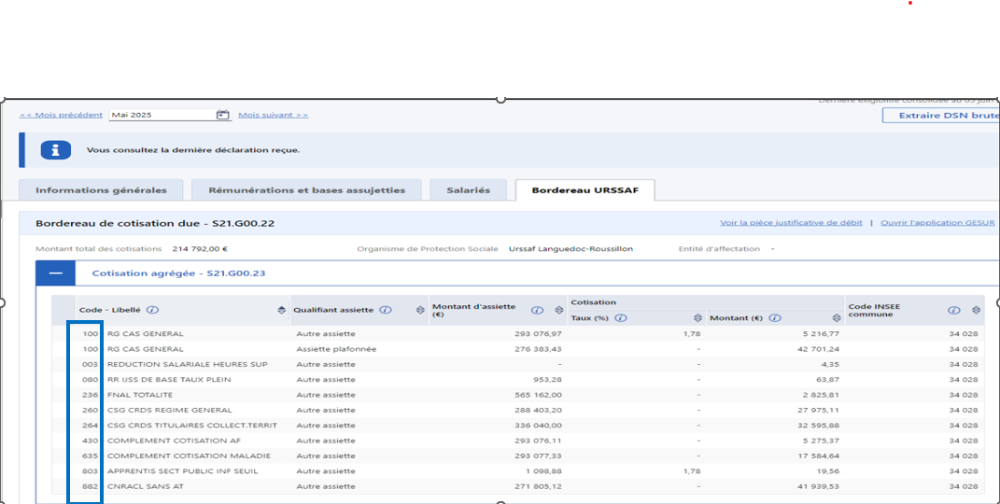 Dernière exigibilité consolidée au 05 juin
<< Mois précédent Mai 2025 Mois suivant >>
Extraire DSN brute
Vous consultez la dernière déclaration reçue.
Informations générales Rémunérations et bases assujetties Salariés Bordereau URSSAF
Bordereau de cotisation due - S21.G00.22 Voir la pièce justificative de débit | Ouvrir l'application GESUR
Montant total des cotisations 214 792,00 € Organisme de Protection Sociale Urssaf Languedoc-Roussillon Entité d'affectation -
Cotisation agrégée - S21.G00.23
Code - Libellé Qualifiant assiette Montant d'assiette (€) Cotisation Code INSEE commune
Taux (%) Montant (€)
100 RG CAS GENERAL Autre assiette 293 076,97 1,78 5 216,77 34 028
100 RG CAS GENERAL Assiette plafonnée 276 383,43 - 42 701,24 34 028
003 REDUCTION SALARIALE HEURES SUP Autre assiette - - 4,35 34 028
080 RR IJSS DE BASE TAUX PLEIN Autre assiette 953,28 - 63,87 34 028
236 FNAL TOTALITE Autre assiette 565 162,00 - 2 825,81 34 028
260 CSG CRDS REGIME GENERAL Autre assiette 288 403,20 - 27 975,11 34 028
264 CSG CRDS TITULAIRES COLLECT.TERRIT Autre assiette 336 040,00 - 32 595,88 34 028
430 COMPLEMENT COTISATION AF Autre assiette 293 076,11 - 5 275,37 34 028
635 COMPLEMENT COTISATION MALADIE Autre assiette 293 077,33 - 17 584,64 34 028
803 APPRENTIS SECT PUBLIC INF SEUIL Autre assiette 1 098,88 1,78 19,56 34 028
882 CNRACL SANS AT Autre assiette 271 805,12 - 41 939,53 34 028